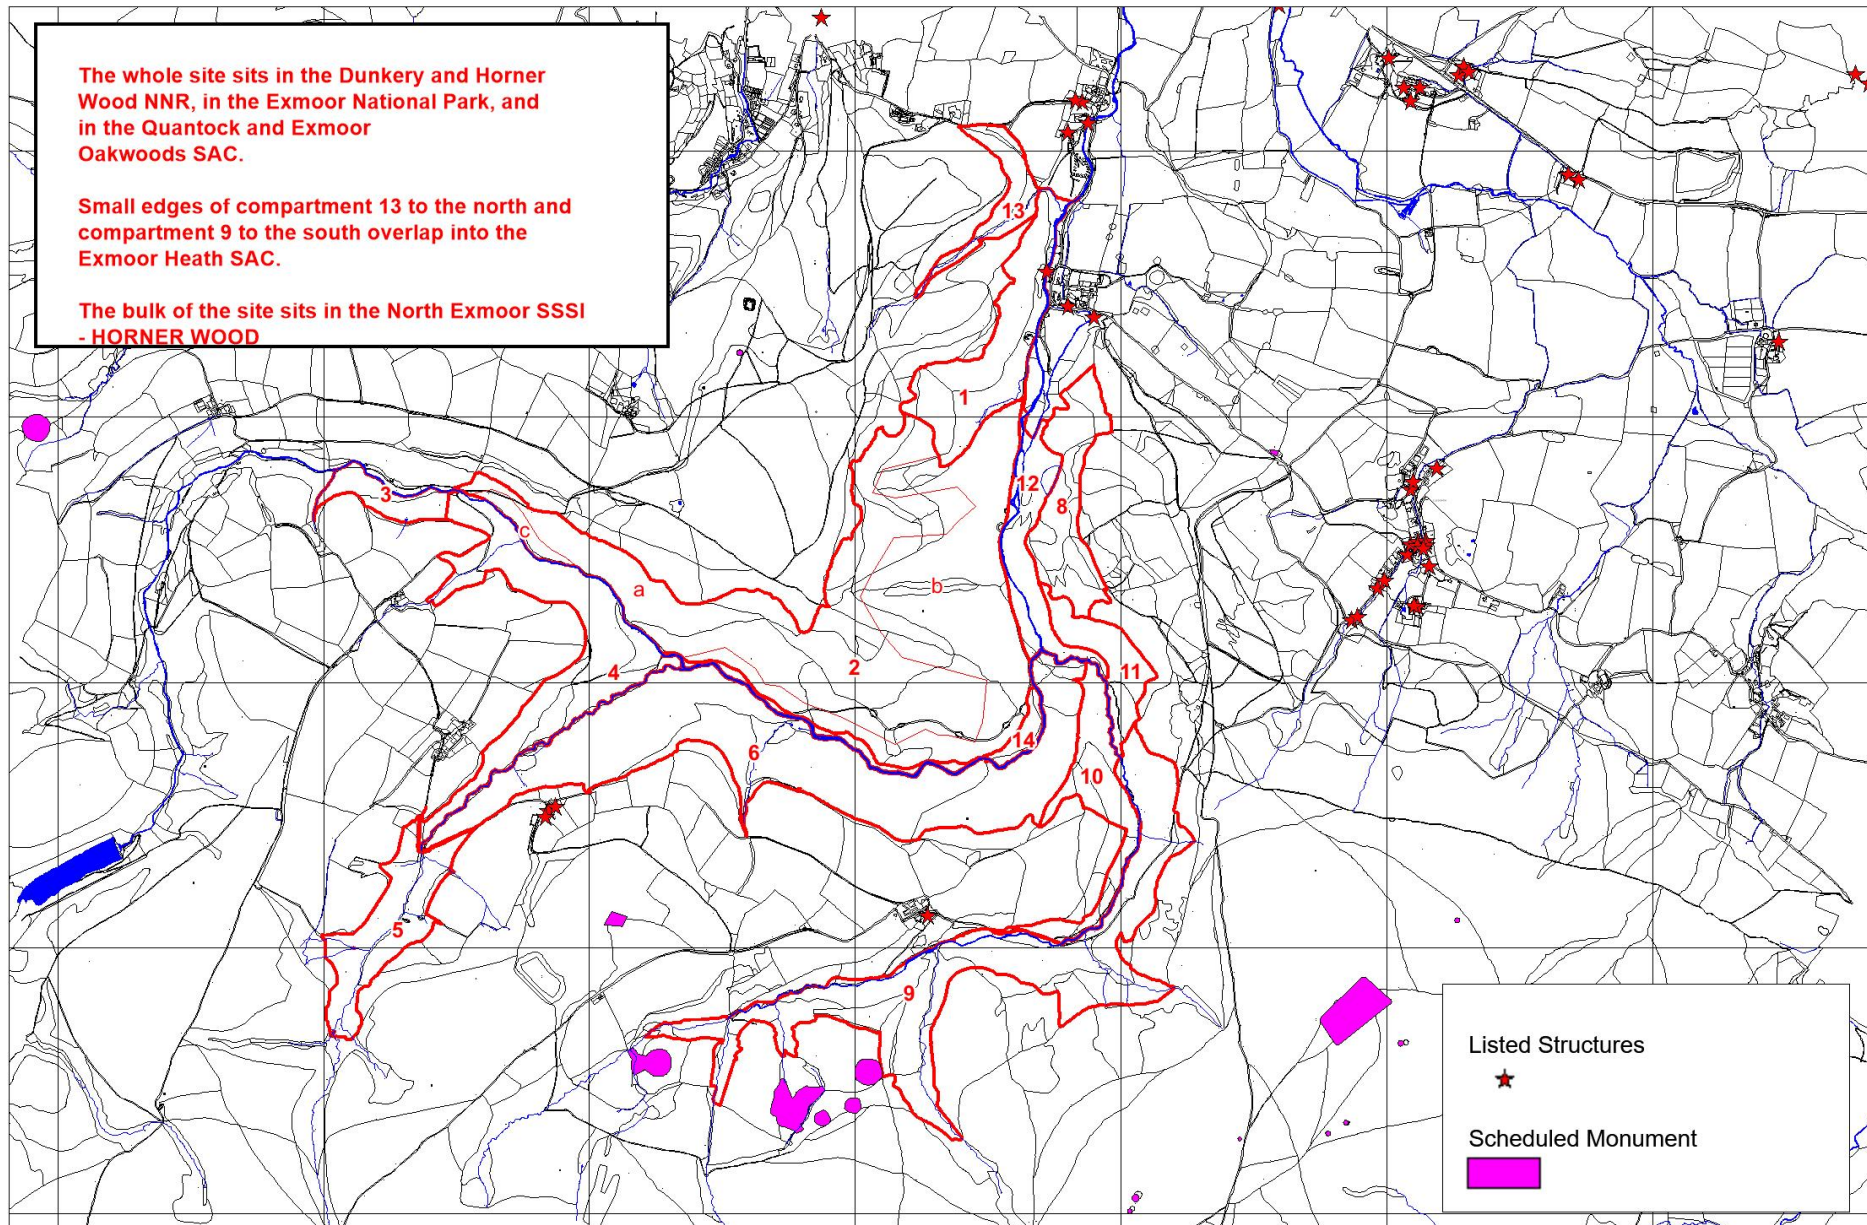 The whole site sits in the Dunkery and Horner
Wood NNR, in the Exmoor National Park, and
in the Quantock and Exmoor
Oakwoods SAC.
Small edges of compartment 13 to the north and
compartment 9 to the south overlap into the
Exmoor Heath SAC.
The bulk of the site sits in the North Exmoor SSSI
- HORNER WOOD
13
1
3
12
8
c
a
b
4
2
11
6
14
10
5
9
Listed Structures
Scheduled Monument